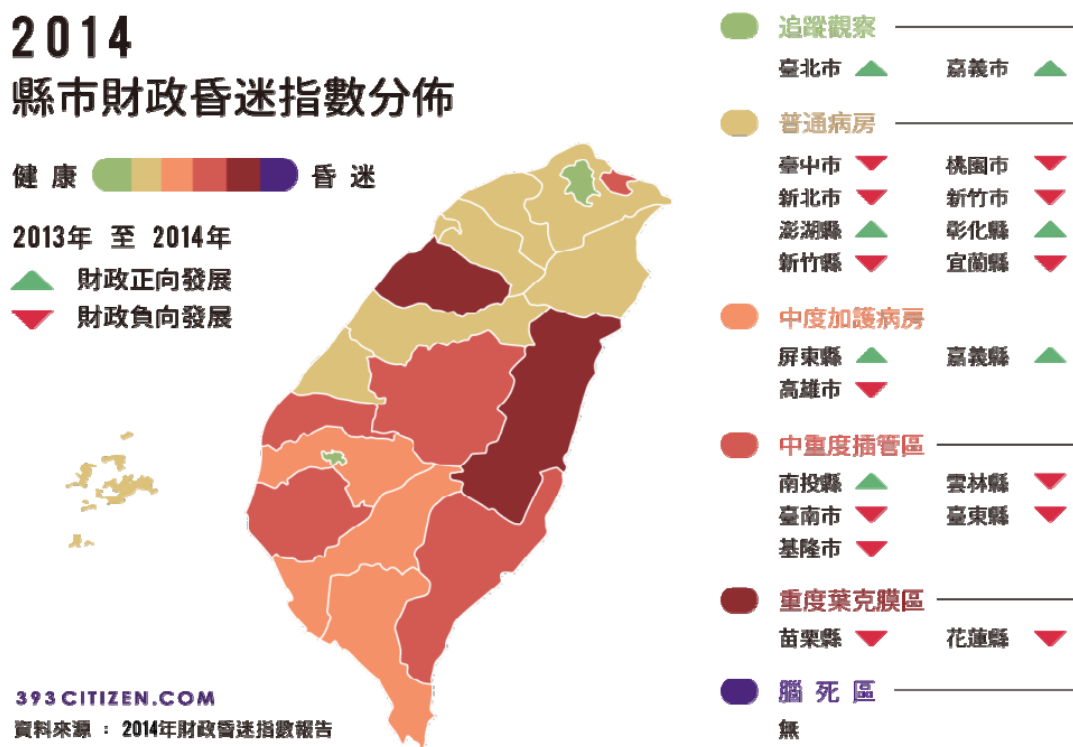 2014
縣市財政昏迷指數分佈
健康 昏迷
2013年 至 2014年
財政正向發展
財政負向發展
393CITIZEN.COM
資料來源 : 2014年財政昏迷指數報告
追蹤觀察
臺北市 嘉義市
普通病房
臺中市 桃園市
新北市 新竹市
澎湖縣 彰化縣
新竹縣 宜蘭縣
中度加護病房
屏東縣 嘉義縣
高雄市
中重度插管區
南投縣 雲林縣
臺南市 臺東縣
基隆市
重度葉克膜區
苗栗縣 花蓮縣
腦死區
無